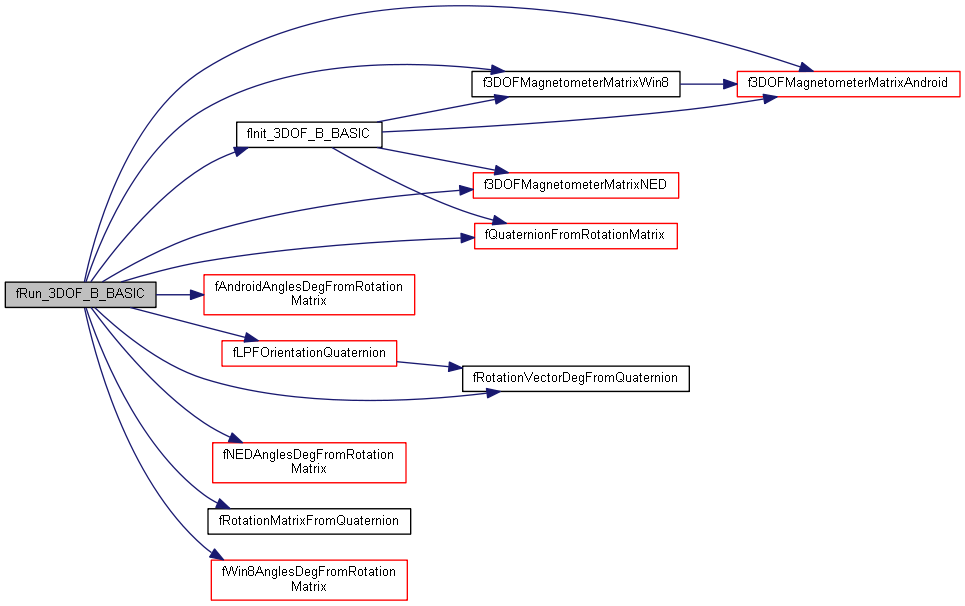 f3DOFMagnetometerMatrixWin8
f3DOFMagnetometerMatrixAndroid
fInit_3DOF_B_BASIC
f3DOFMagnetometerMatrixNED
fQuaternionFromRotationMatrix
fRun_3DOF_B_BASIC
fAndroidAnglesDegFromRotation
Matrix
fLPFOrientationQuaternion
fRotationVectorDegFromQuaternion
fNEDAnglesDegFromRotation
Matrix
fRotationMatrixFromQuaternion
fWin8AnglesDegFromRotation
Matrix